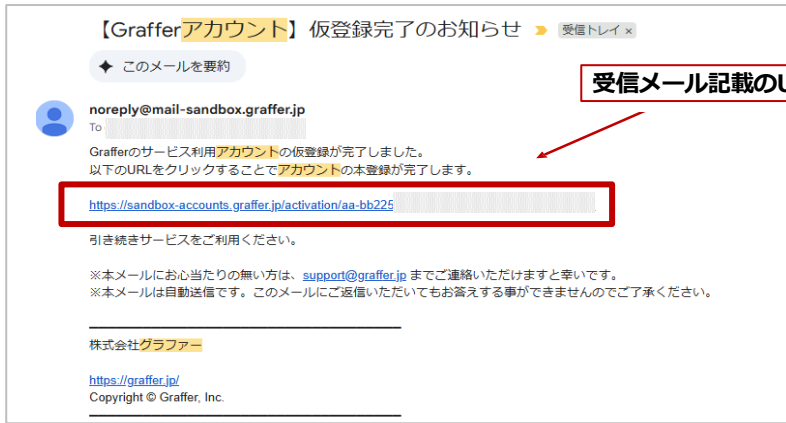 【Grafferアカウント】仮登録完了のお知らせ
受信トレイ ×
このメールを要約
受信メール記載のU
noreply@mail-sandbox.graffer.jp
To
Grafferのサービス利用アカウントの仮登録が完了しました。
以下のURLをクリックすることでアカウントの本登録が完了します。
https://sandbox-accounts.graffer.jp/activation/aa-bb225
引き続きサービスをご利用ください。
※本メールにお心当たりの無い方は、support@graffer.jp までご連絡いただけますと幸いです。
※本メールは自動送信です。このメールにご返信いただいてもお答えする事ができませんのでご了承ください。
株式会社グラファー
https://graffer.jp/
Copyright © Graffer, Inc.